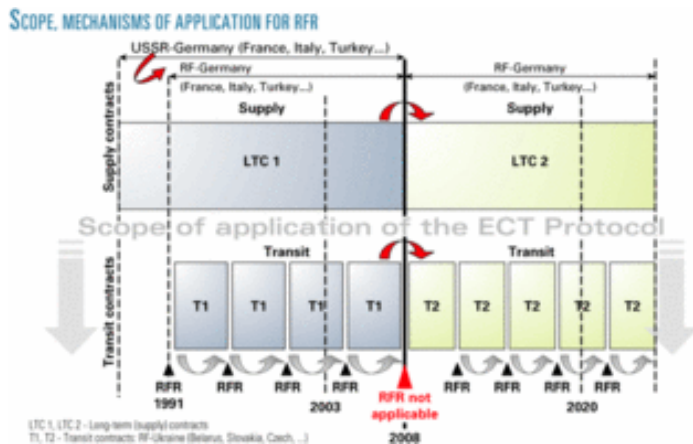 SCOPE, MECHANISMS OF APPLICATION FOR RFR
USSR-Germany (France, Italy, Turkey...)
RF-Germany
RF-Germany
(France, Italy, Turkey...)
(France, Italy, Turkey...)
Supply
Supply
Supply contracts
LTC 1
LTC 2
Scope of application of the ECT Protocol
Transit
Transit
Transit contracts
T1
T1
T1
T1
T2
T2
T2
T2
T2
RFR
RFR
RFR
RFR
RFR not
applicable
RFR
RFR
RFR
RFR
1991
2003
2008
2020
LTC 1, LTC 2 - Long-term (supply) contracts
T1, T2 - Transit contracts: RF-Ukraine (Belarus, Slovakia, Czech, ...)